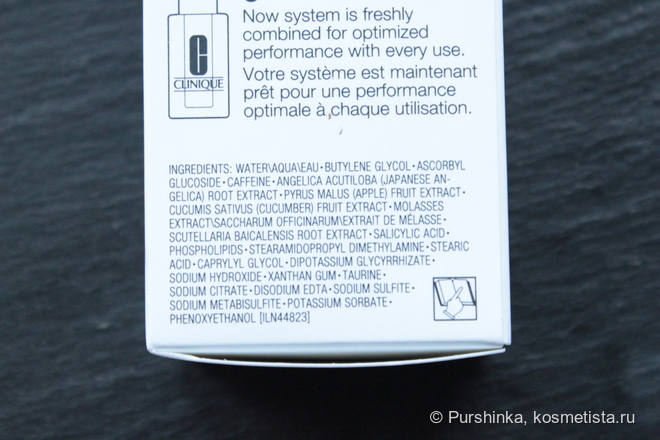 Now system is freshly
combined for optimized
performance with every use.
Votre système est maintenant
prêt pour une performance
optimale à chaque utilisation.
C
CLINIQUE
INGREDIENTS: WATER\AQUA\EAU•BUTYLENE GLYCOL•ASCORBYL
GLUCOSIDE•CAFFEINE•ANGELICA ACUTILOBA (JAPANESE AN-
GELICA) ROOT EXTRACT•PYRUS MALUS (APPLE) FRUIT EXTRACT•
CUCUMIS SATIVUS (CUCUMBER) FRUIT EXTRACT•MOLASSES
EXTRACT\SACCHARUM OFFICINARUM\EXTRAIT DE MÉLASSE•
SCUTELLARIA BAICALENSIS ROOT EXTRACT•SALICYLIC ACID•
PHOSPHOLIPIDS•STEARAMIDOPROPYL DIMETHYLAMINE•STEARIC
ACID•CAPRYLYL GLYCOL•DIPOTASSIUM GLYCYRRHIZATE•
SODIUM HYDROXIDE•XANTHAN GUM•TAURINE•
SODIUM CITRATE•DISODIUM EDTA•SODIUM SULFITE•
SODIUM METABISULFITE•POTASSIUM SORBATE•
PHENOXYETHANOL [ILN44823]
© Purshinka, kosmetista.ru